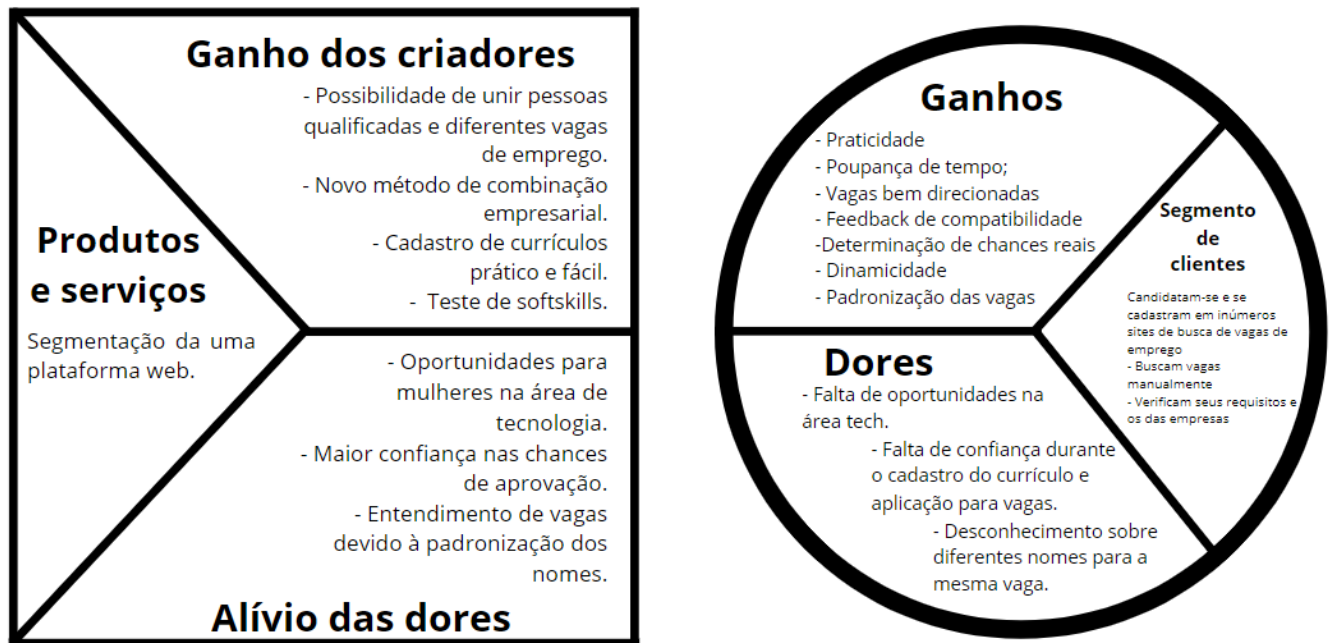 Ganho dos criadores
- Possibilidade de unir pessoas
qualificadas e diferentes vagas
de emprego.
- Novo método de combinação
empresarial.
- Cadastro de currículos
prático e fácil.
- Teste de softskills.
Produtos
e serviços
Segmentação da uma
plataforma web.
- Oportunidades para
mulheres na área de
tecnologia.
- Maior confiança nas chances
de aprovação.
- Entendimento de vagas
devido à padronização dos
nomes.
Alívio das dores
Ganhos
- Praticidade
- Poupança de tempo;
- Vagas bem direcionadas
- Feedback de compatibilidade
-Determinação de chances reais
- Dinamicidade
- Padronização das vagas
Segmento
de
clientes
Candidatam-se e se
cadastram em inúmeros
sites de busca de vagas de
emprego
- Buscam vagas
manualmente
- Verificam seus requisitos e
os das empresas
Dores
- Falta de oportunidades na
área tech.
- Falta de confiança durante
o cadastro do currículo e
aplicação para vagas.
- Desconhecimento sobre
diferentes nomes para a
mesma vaga.